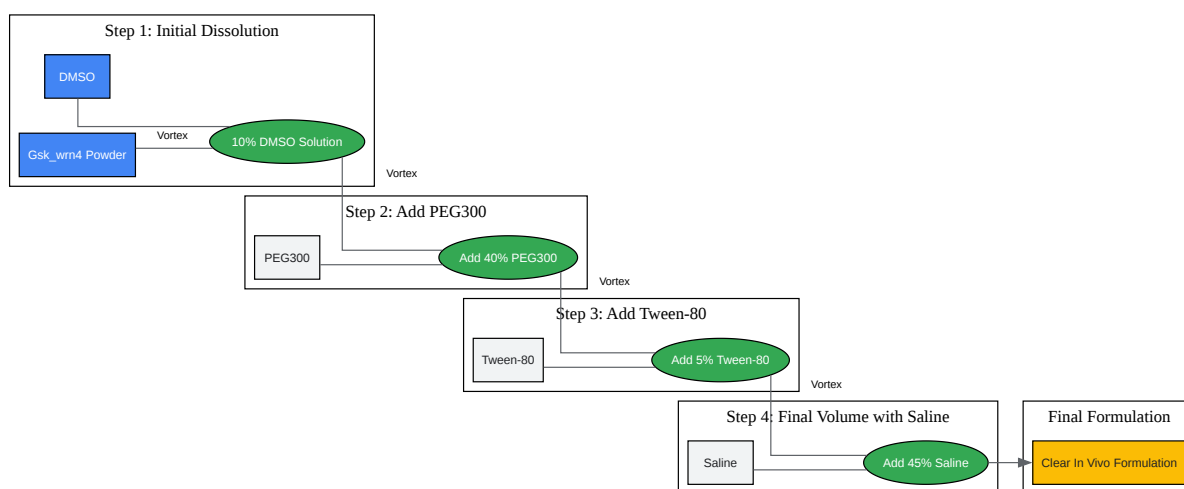 Step 1: Initial Dissolution
DMSO
Vortex
10% DMSO Solution
Gsk_wrn4 Powder
Vortex
Step 2: Add PEG300
PEG300
Add 40% PEG300
Vortex
Step 3: Add Tween-80
Tween-80
Add 5% Tween-80
Vortex
Step 4: Final Volume with Saline
Saline
Add 45% Saline
Final Formulation
Clear In Vivo Formulation